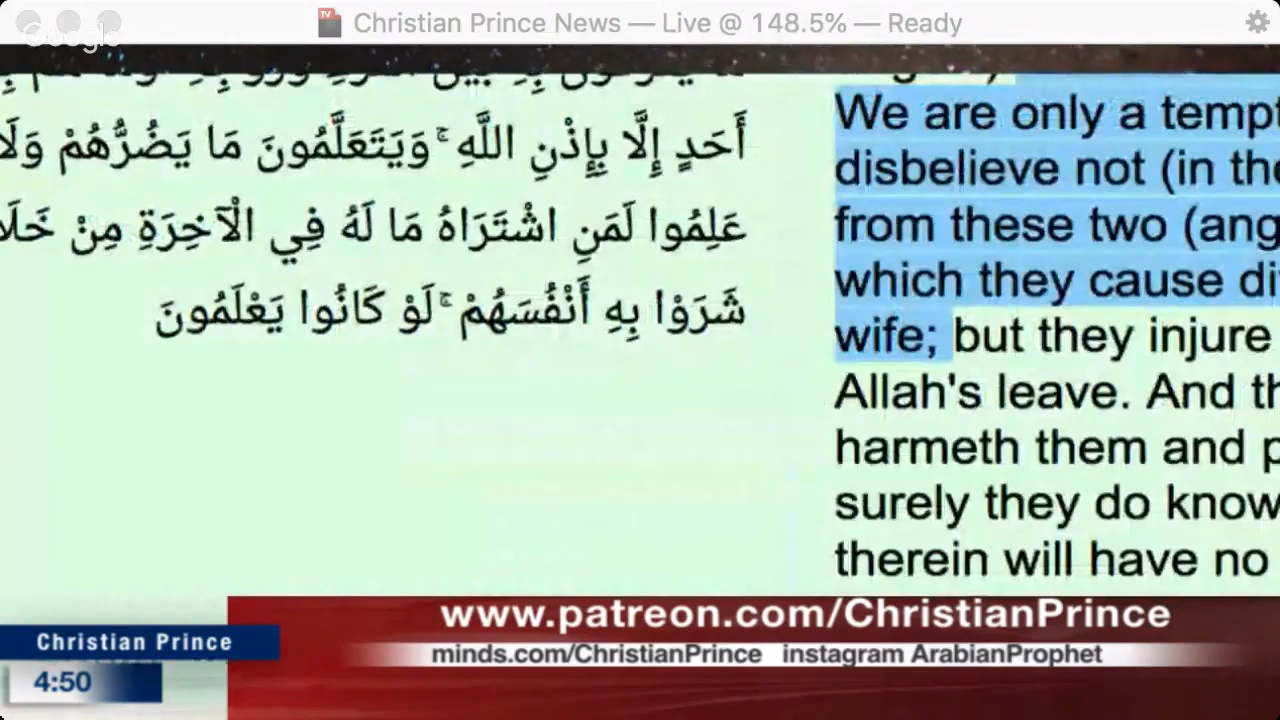 Christian Prince News — Live @ 148.5% — Ready
Google
أَحَدٍ إِلَّا بِإِذْنِ اللَّهِ ۚ وَيَتَعَلَّمُونَ مَا يَضُرُّهُمْ وَلَا
عَلِمُوا لَمَنِ اشْتَرَاهُ مَا لَهُ فِي الْآخِرَةِ مِنْ
شَرَوْا بِهِ أَنْفُسَهُمْ ۚ لَوْ كَانُوا يَعْلَمُونَ
We are only a tempt
disbelieve not (in the
from these two (ang
which they cause di
wife; but they injure
Allah's leave. And th
harmeth them and p
surely they do know
therein will have no
www.patreon.com/ChristianPrince
Christian Prince
minds.com/ChristianPrince instagram ArabianProphet
4:50